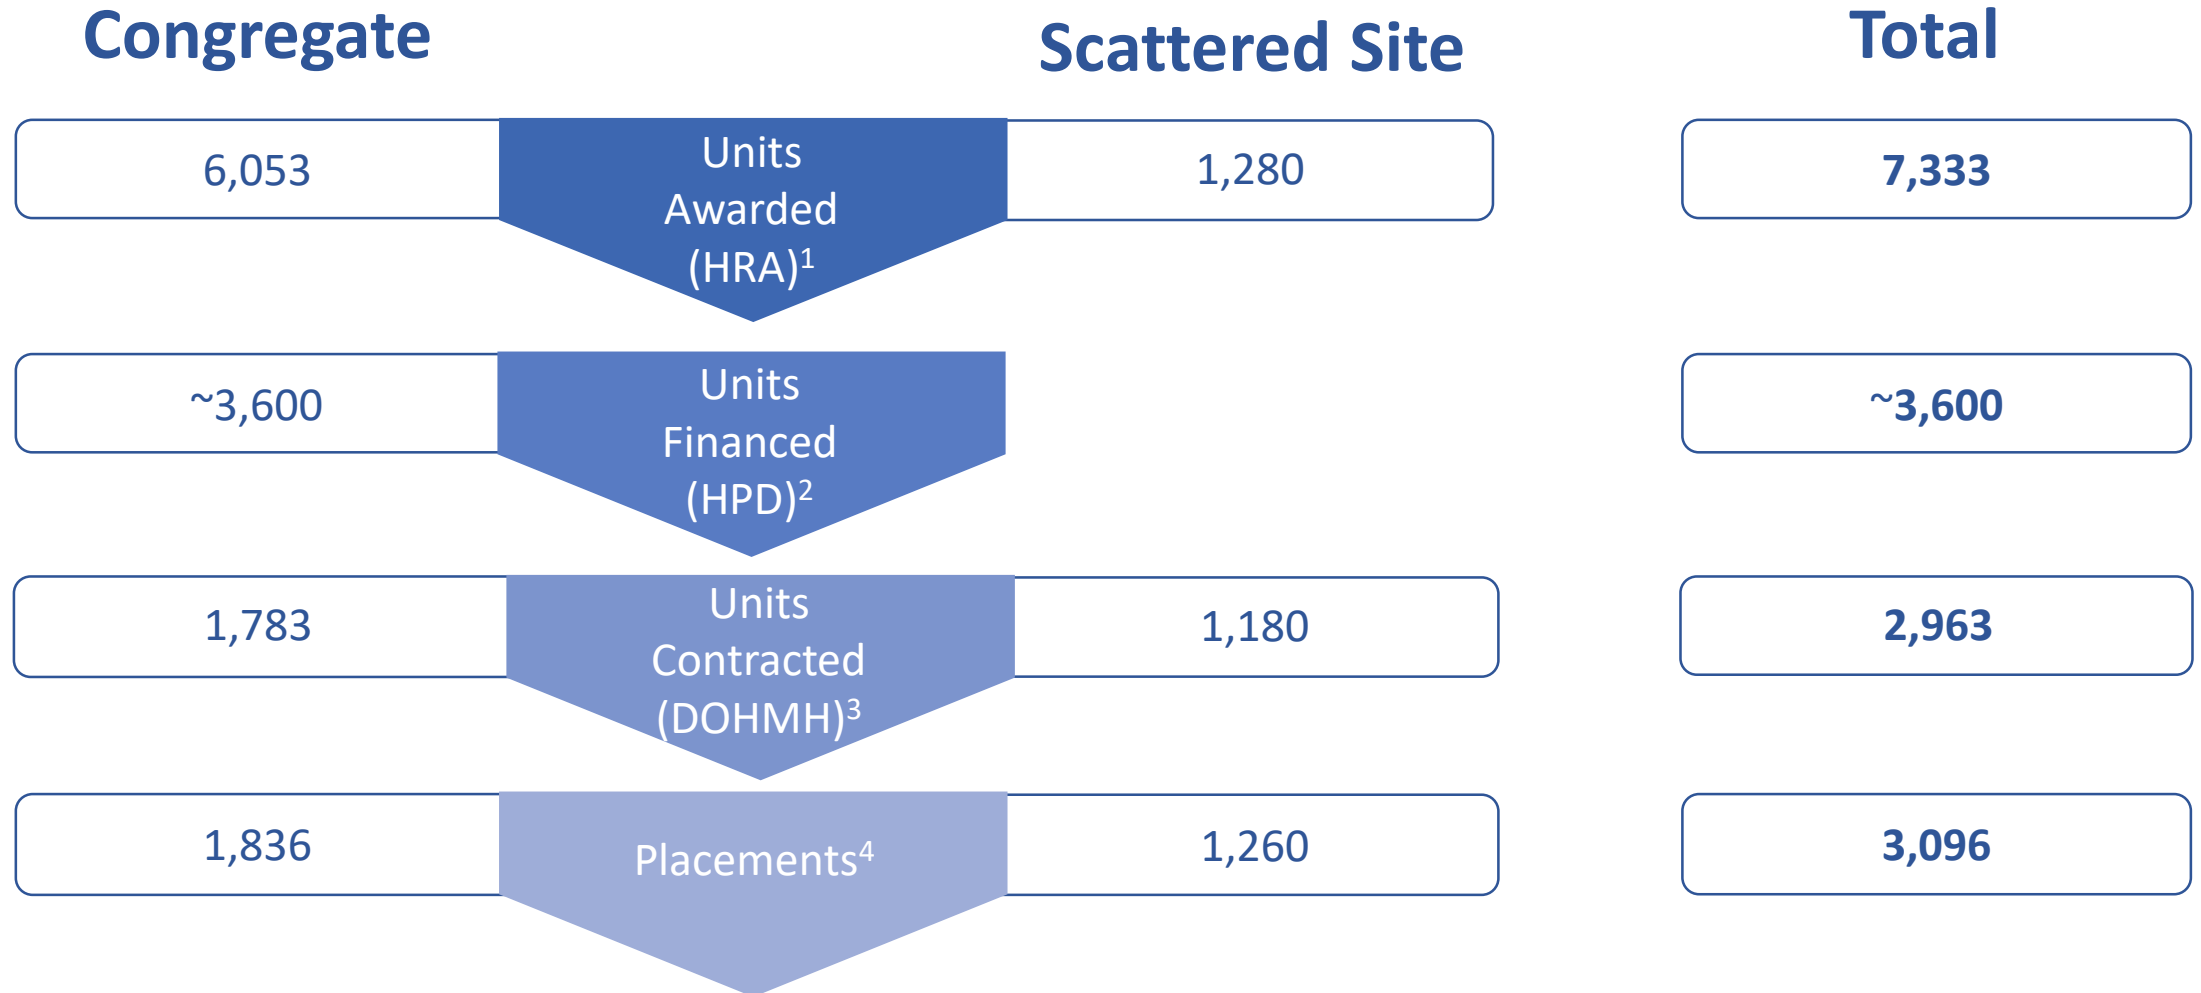 Congregate
Scattered Site
Total
6,053
Units
Awarded
(HRA)1
1,280
7,333
~3,600
Units
Financed
(HPD)2
~3,600
1,783
Units
Contracted
(DOHMH)3
1,180
2,963
1,836
Placements4
1,260
3,096